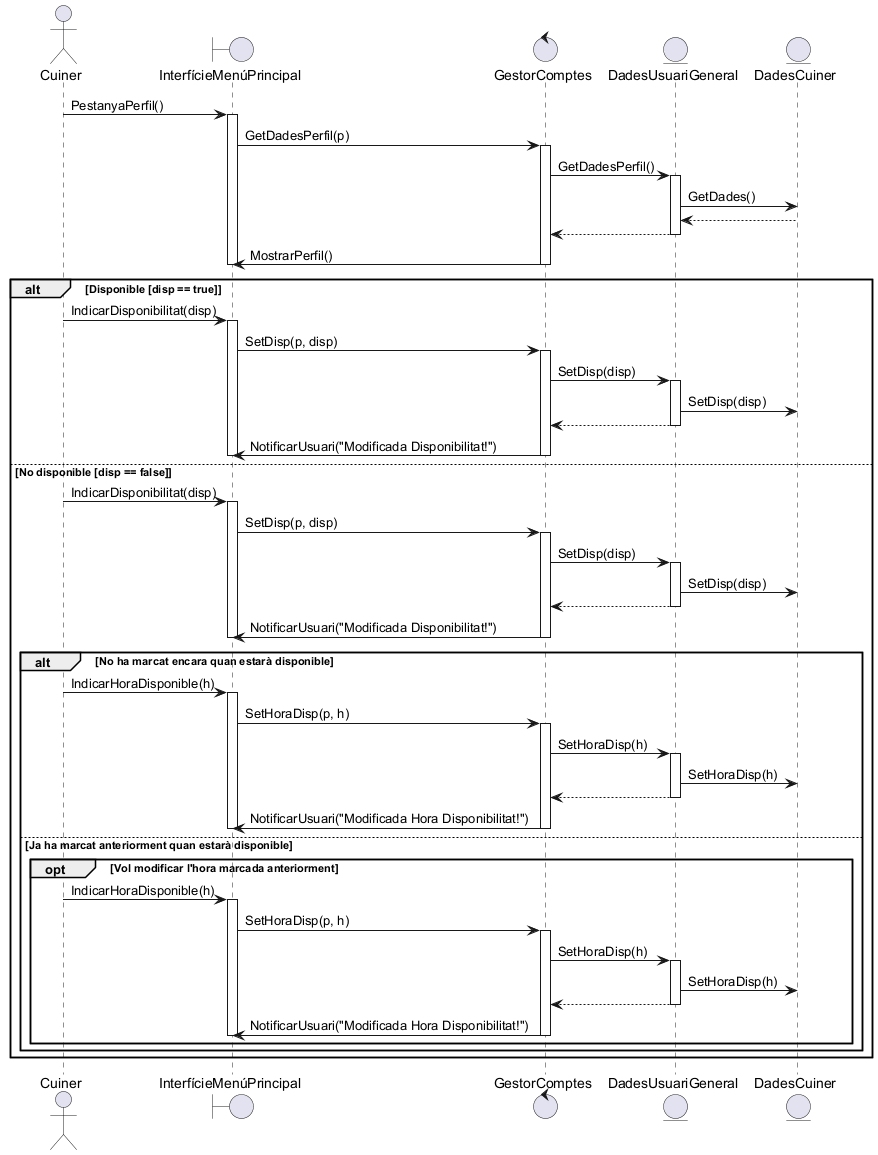 Cuiner
InterfícieMenúPrincipal
GestorComptes
DadesUsuariGeneral
DadesCuiner
PestanyaPerfil()
GetDadesPerfil(p)
GetDadesPerfil()
GetDades()
MostrarPerfil()
alt
[Disponible [disp == true]]
IndicarDisponibilitat(disp)
SetDisp(p, disp)
SetDisp(disp)
SetDisp(disp)
NotificarUsuari("Modificada Disponibilitat!")
[No disponible [disp == false]]
IndicarDisponibilitat(disp)
SetDisp(p, disp)
SetDisp(disp)
SetDisp(disp)
NotificarUsuari("Modificada Disponibilitat!")
alt
[No ha marcat encara quan estarà disponible]
IndicarHoraDisponible(h)
SetHoraDisp(p, h)
SetHoraDisp(h)
SetHoraDisp(h)
NotificarUsuari("Modificada Hora Disponibilitat!")
[Ja ha marcat anteriorment quan estarà disponible]
opt
[Vol modificar l'hora marcada anteriorment]
IndicarHoraDisponible(h)
SetHoraDisp(p, h)
SetHoraDisp(h)
SetHoraDisp(h)
NotificarUsuari("Modificada Hora Disponibilitat!")
Cuiner
InterfícieMenúPrincipal
GestorComptes
DadesUsuariGeneral
DadesCuiner